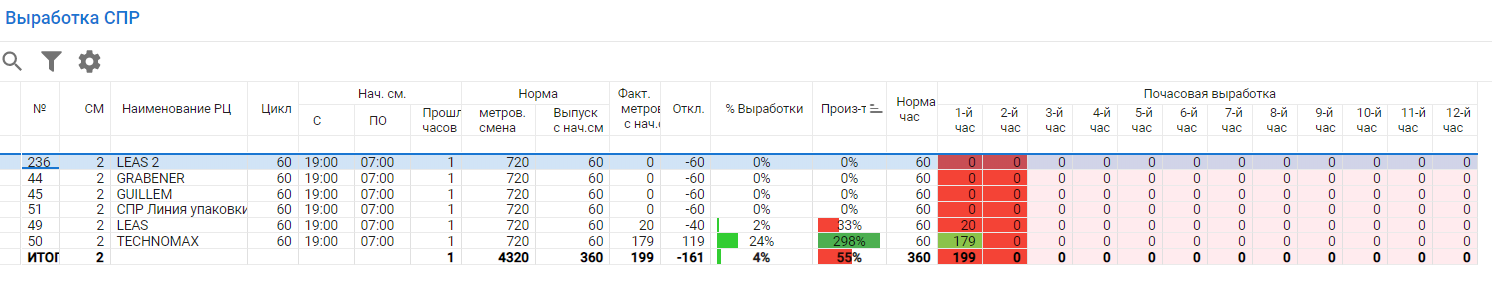 Выработка СПР
№ СМ Наименование РЦ Цикл Нач. см. Норма Факт. метров с нач.с Откл. % Выработки Произ-т Норма час Почасовая выработка
С ПО Прошл часов метров. смена Выпуск с нач.см 1-й час 2-й час 3-й час 4-й час 5-й час 6-й час 7-й час 8-й час 9-й час 10-й час 11-й час 12-й час
236 2 LEAS 2 60 19:00 07:00 1 720 60 0 -60 0% 0% 60 0 0 0 0 0 0 0 0 0 0 0 0
44 2 GRABENER 60 19:00 07:00 1 720 60 0 -60 0% 0% 60 0 0 0 0 0 0 0 0 0 0 0 0
45 2 GUILLEM 60 19:00 07:00 1 720 60 0 -60 0% 0% 60 0 0 0 0 0 0 0 0 0 0 0 0
51 2 СПР Линия упаковки 60 19:00 07:00 1 720 60 0 -60 0% 0% 60 0 0 0 0 0 0 0 0 0 0 0 0
49 2 LEAS 60 19:00 07:00 1 720 60 20 -40 2% 33% 60 20 0 0 0 0 0 0 0 0 0 0 0
50 2 TECHNOMAX 60 19:00 07:00 1 720 60 179 119 24% 298% 60 179 0 0 0 0 0 0 0 0 0 0 0
ИТОГ 2 1 4320 360 199 -161 4% 55% 360 199 0 0 0 0 0 0 0 0 0 0 0